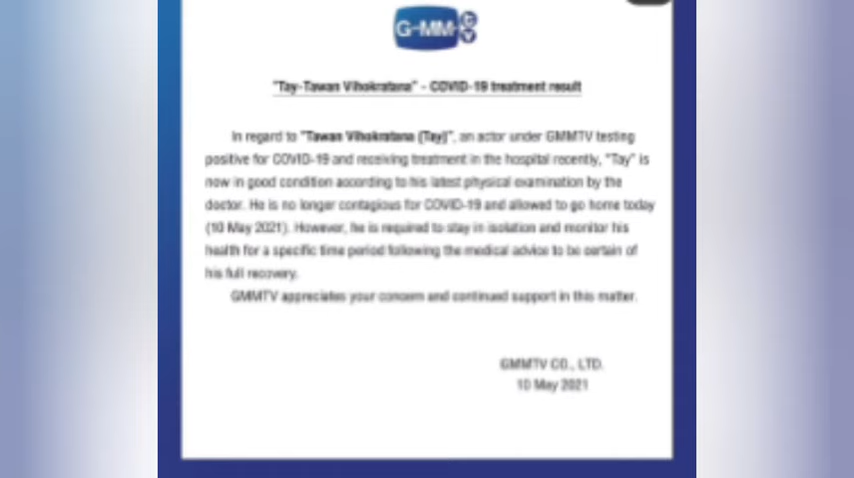 G-MM-TV
"Tay-Tawan Vihokratana" - COVID-19 treatment result
In regard to "Tawan Vihokratana (Tay)", an actor under GMMTV testing
positive for COVID-19 and receiving treatment in the hospital recently, "Tay" is
now in good condition according to his latest physical examination by the
doctor. He is no longer contagious for COVID-19 and allowed to go home today
(10 May 2021). However, he is required to stay in isolation and monitor his
health for a specific time period following the medical advice to be certain of
his full recovery.
GMMTV appreciates your concern and continued support in this matter.
GMMTV CO., LTD.
10 May 2021